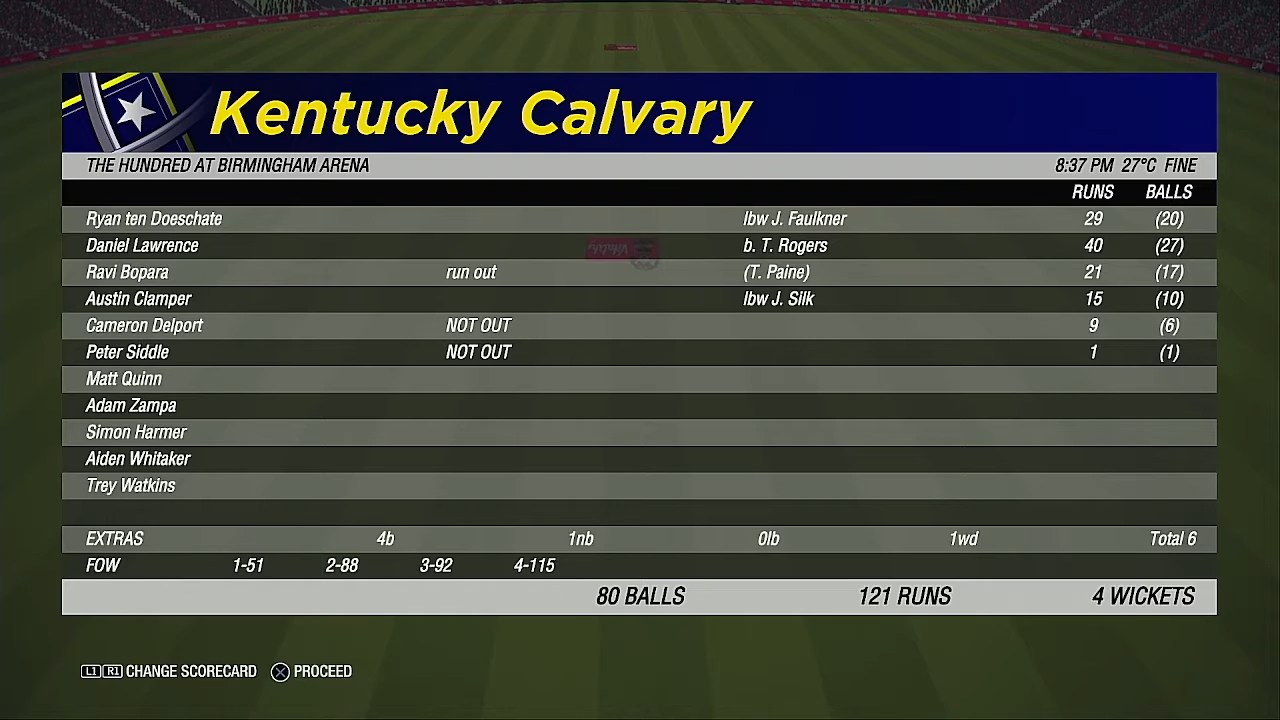 Kentucky Calvary
THE HUNDRED AT BIRMINGHAM ARENA 8:37 PM 27°C FINE
RUNS BALLS
Ryan ten Doeschate lbw J. Faulkner 29 (20)
Daniel Lawrence b. T. Rogers 40 (27)
Ravi Bopara run out (T. Paine) 21 (17)
Austin Clamper lbw J. Silk 15 (10)
Cameron Delport NOT OUT 9 (6)
Peter Siddle NOT OUT 1 (1)
Matt Quinn
Adam Zampa
Simon Harmer
Aiden Whitaker
Trey Watkins
EXTRAS 4b 1nb 0lb 1wd Total 6
FOW 1-51 2-88 3-92 4-115
80 BALLS 121 RUNS 4 WICKETS
L1 R1 CHANGE SCORECARD PROCEED